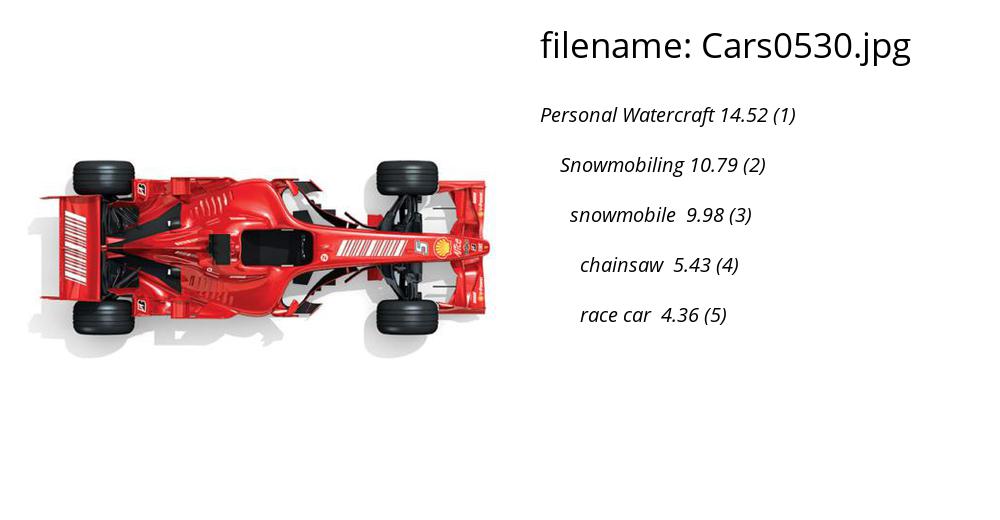 filename: Cars0530.jpg
Personal Watercraft 14.52 (1)
Snowmobiling 10.79 (2)
snowmobile 9.98 (3)
chainsaw 5.43 (4)
race car 4.36 (5)
5